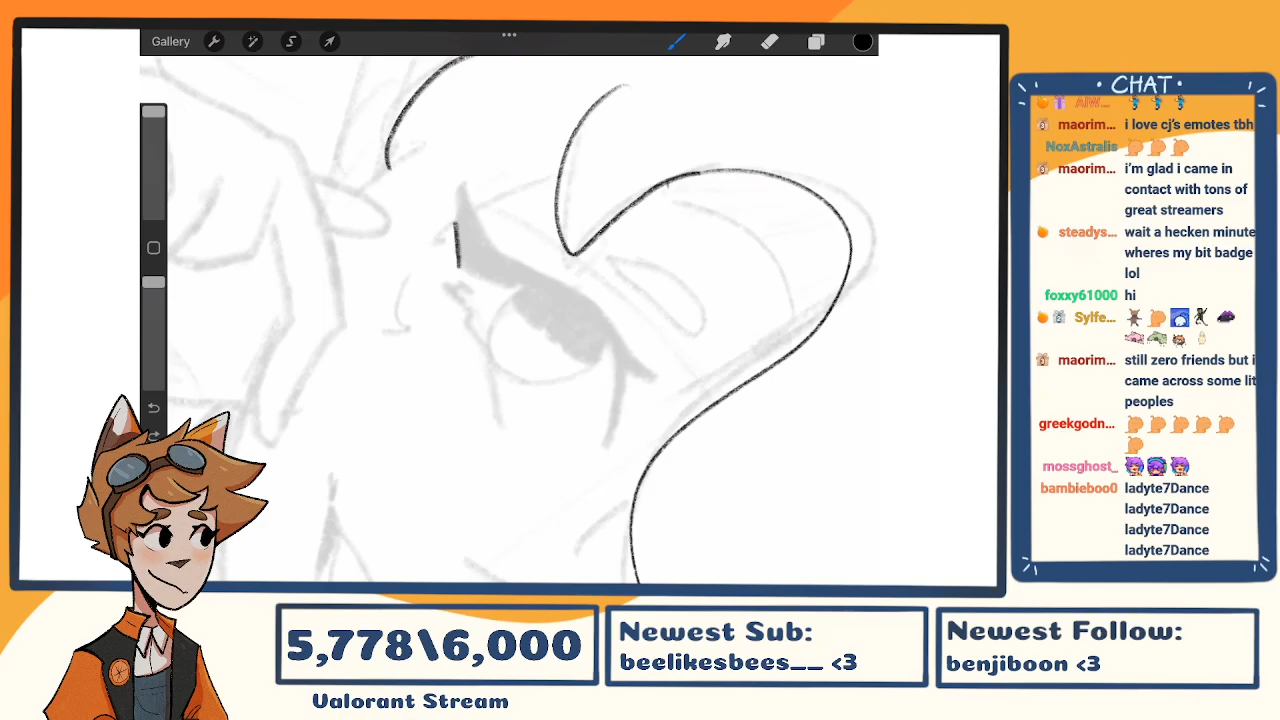 Gallery
• CHAT •
AIW...
maorim... i love cj's emotes tbh
NoxAstralis
maorim... i'm glad i came in
contact with tons of
great streamers
steadys... wait a hecken minute
wheres my bit badge
lol
foxxy61000 hi
Sylfe...
maorim... still zero friends but i
came across some lit
peoples
greekgodn...
mossghost_
bambieboo0 ladyte7Dance
ladyte7Dance
ladyte7Dance
ladyte7Dance
5,778\6,000
Valorant Stream
Newest Sub:
beelikesbees__ <3
Newest Follow:
benjiboon <3